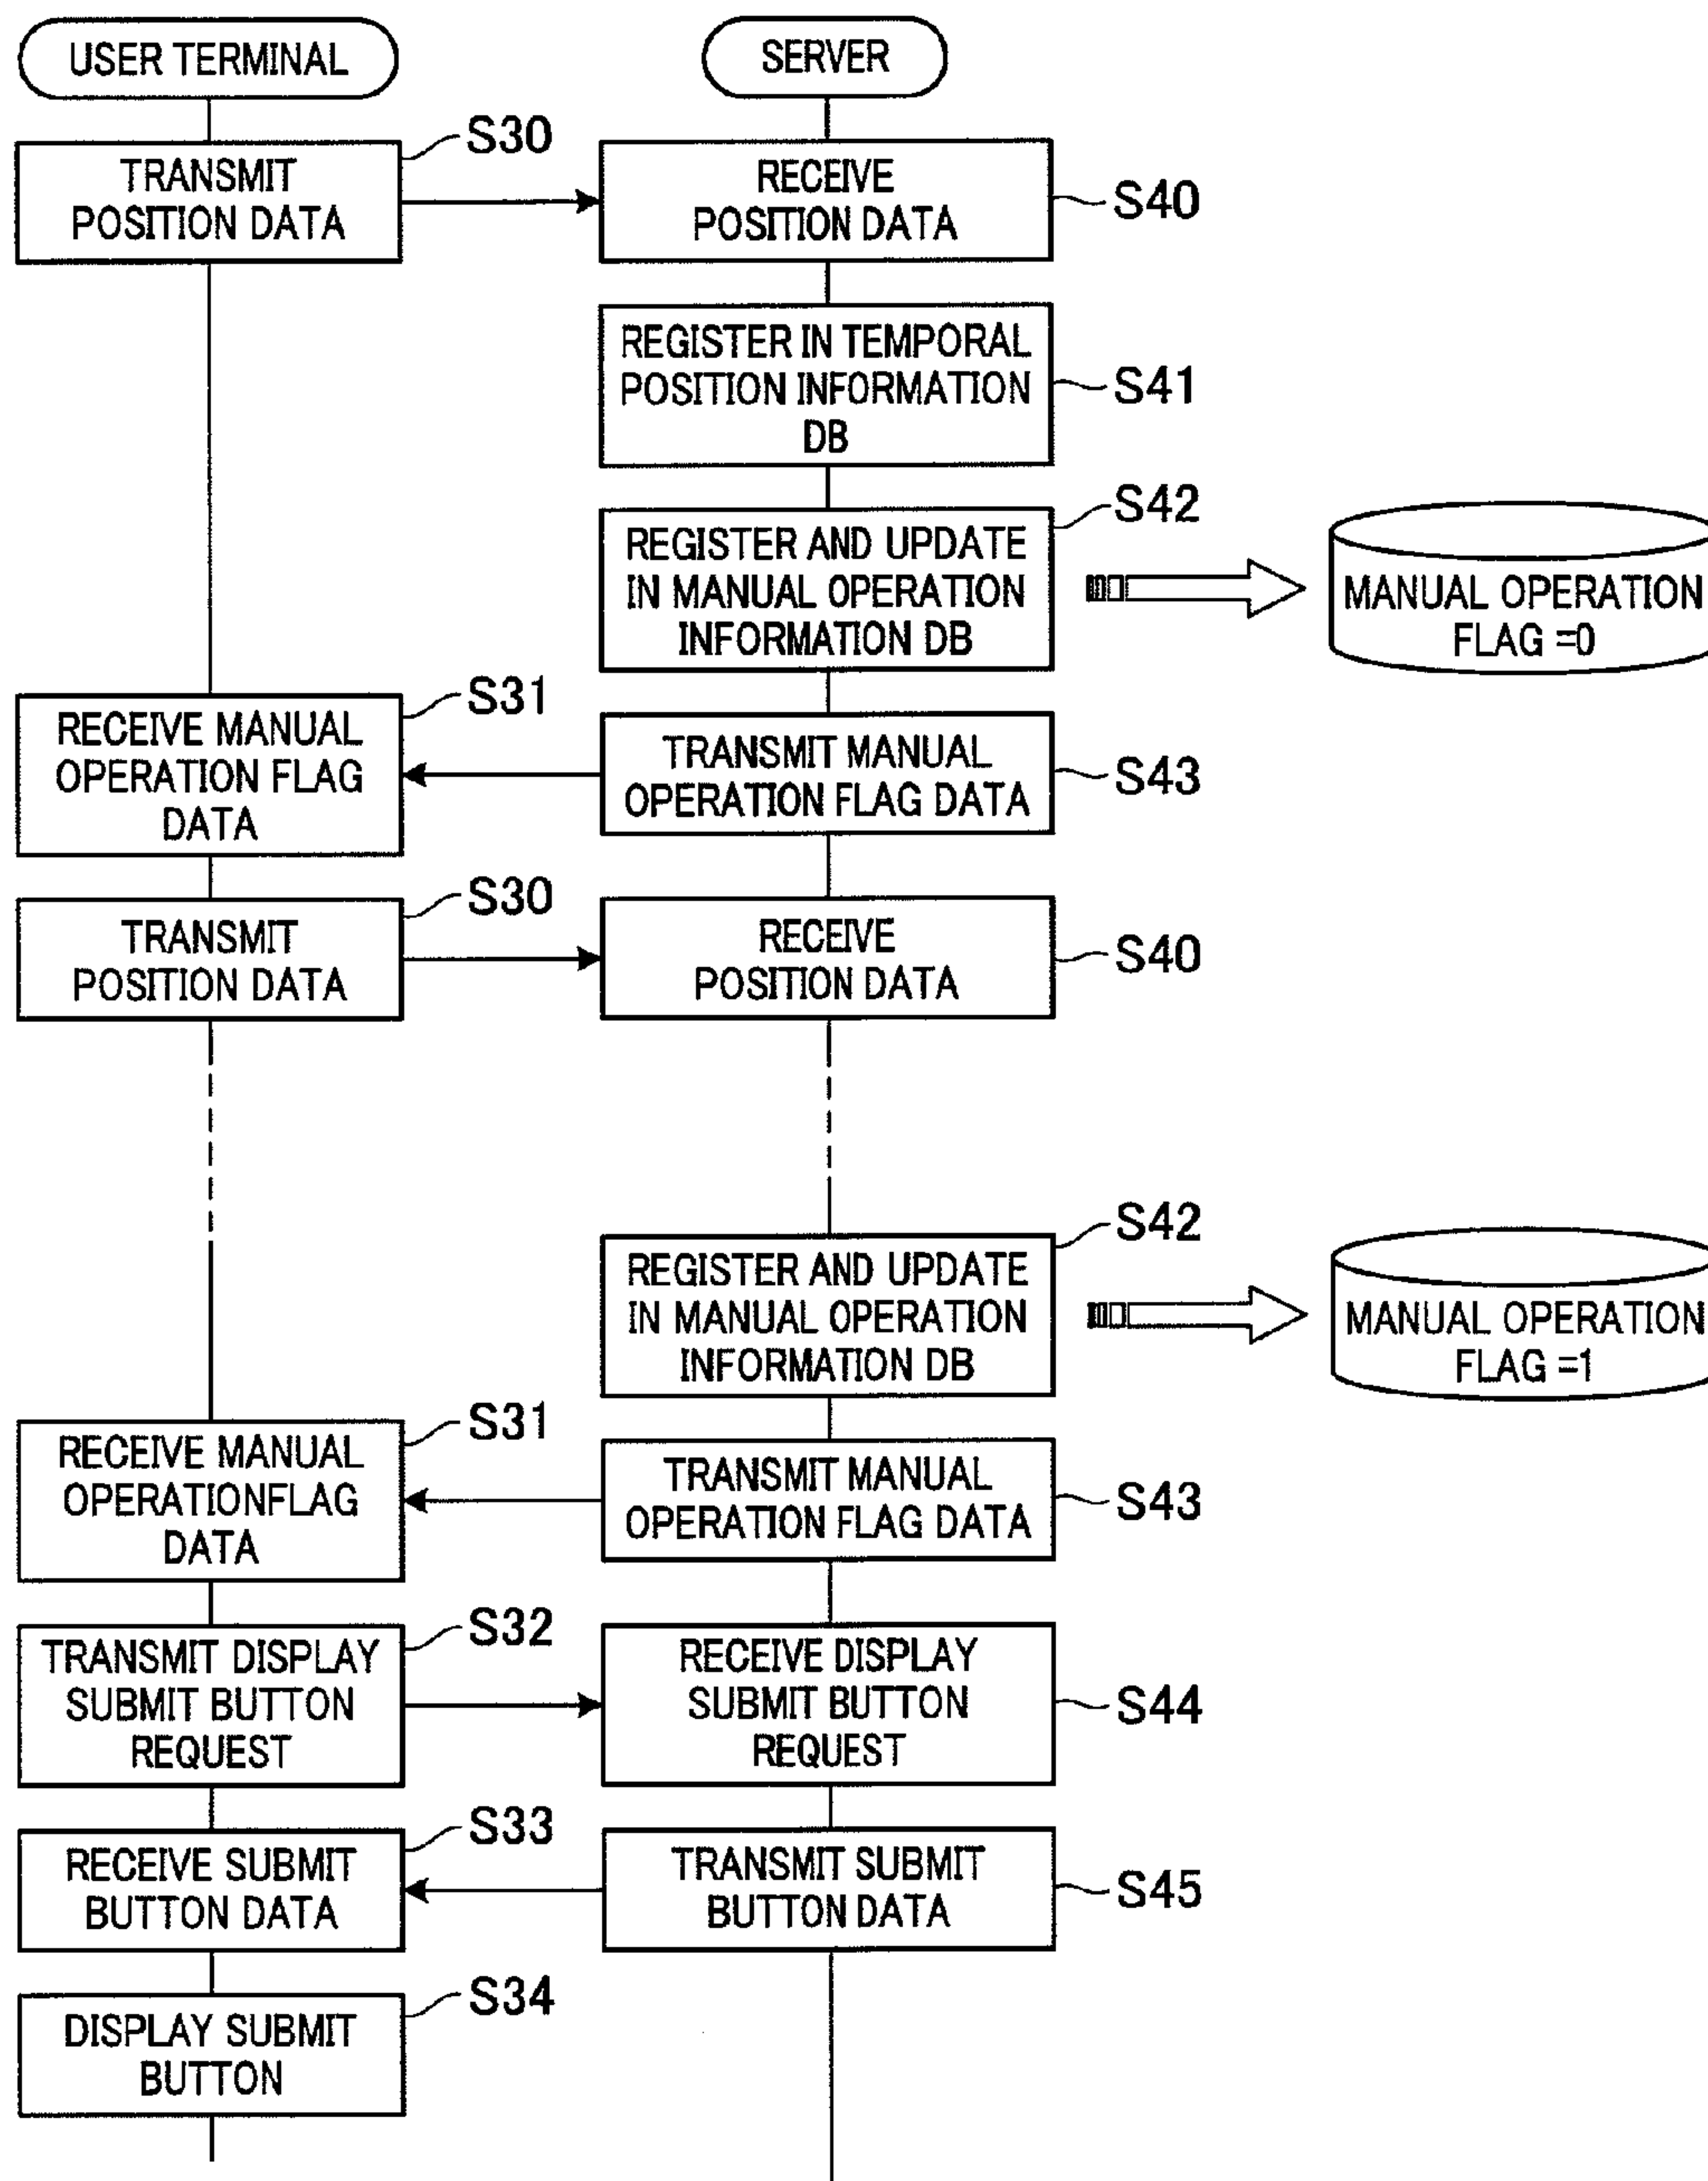 USER TERMINAL
SERVER
S30
TRANSMIT
POSITION DATA
RECEIVE
POSITION DATA
S40
REGISTER IN TEMPORAL
POSITION INFORMATION
DB
S41
REGISTER AND UPDATE
IN MANUAL OPERATION
INFORMATION DB
S42
MANUAL OPERATION
FLAG =0
S31
RECEIVE MANUAL
OPERATION FLAG
DATA
TRANSMIT MANUAL
OPERATION FLAG DATA
S43
S30
TRANSMIT
POSITION DATA
RECEIVE
POSITION DATA
S40
REGISTER AND UPDATE
IN MANUAL OPERATION
INFORMATION DB
S42
MANUAL OPERATION
FLAG =1
S31
RECEIVE MANUAL
OPERATIONFLAG
DATA
TRANSMIT MANUAL
OPERATION FLAG DATA
S43
S32
TRANSMIT DISPLAY
SUBMIT BUTTON
REQUEST
RECEIVE DISPLAY
SUBMIT BUTTON
REQUEST
S44
S33
RECEIVE SUBMIT
BUTTON DATA
TRANSMIT SUBMIT
BUTTON DATA
S45
S34
DISPLAY SUBMIT
BUTTON